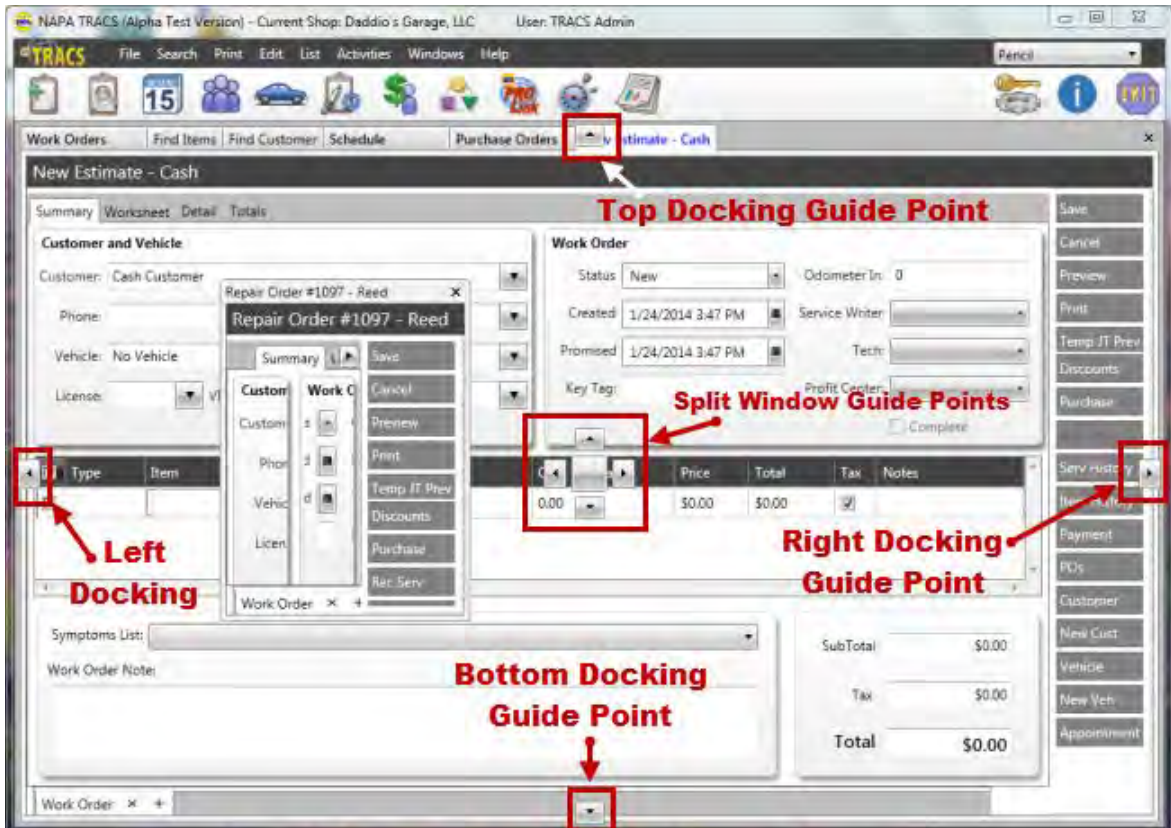 NAPA TRACS (Alpha Test Version) - Current Shop: Daddio s Garage, LLC User: TRACS Admin
TRACS File Search Print Edit List Activities Windows Help Pencil
15 PRO Link i EXIT
Work Orders Find Items Find Customer Schedule Purchase Orders stimate - Cash ×
New Estimate - Cash
Top Docking Guide Point
Summary Worksheet Detail Totals Save
Customer and Vehicle Work Order Cancel
Customer: Cash Customer Status New Odometer In: 0 Preview
Repair Order #1097 - Reed ×
Repair Order #1097 - Reed
Phone: Created 1/24/2014 3:47 PM Service Writer: Print
Temp JT Prev
Vehicle: No Vehicle Summary Save Promised 1/24/2014 3:47 PM Tech:
Discounts
License: Custom Work O Cancel Key Tag: Profit Center:
Split Window Guide Points Purchase
Custom s Preview Complete
Phor d Print
Type Item Price Total Tax Notes Serv History
Vehic d Temp JT Prev 0.00 $0.00 $0.00
Discounts
Licen Purchase Payment
Left Docking
Right Docking Guide Point
Rec Serv POs
Work Order × + Customer
Symptoms List: SubTotal $0.00 New Cust
Work Order Note: Vehicle
Bottom Docking Guide Point
Tax $0.00 New Veh
Total $0.00 Appointment
Work Order × +